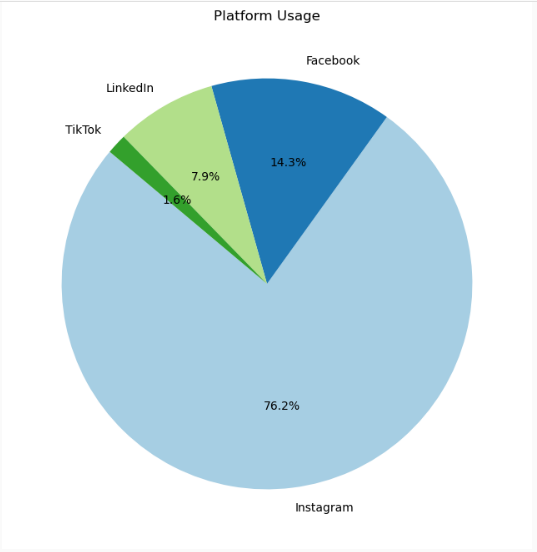 Platform Usage
Facebook
LinkedIn
TikTok
14.3%
7.9%
1.6%
76.2%
Instagram